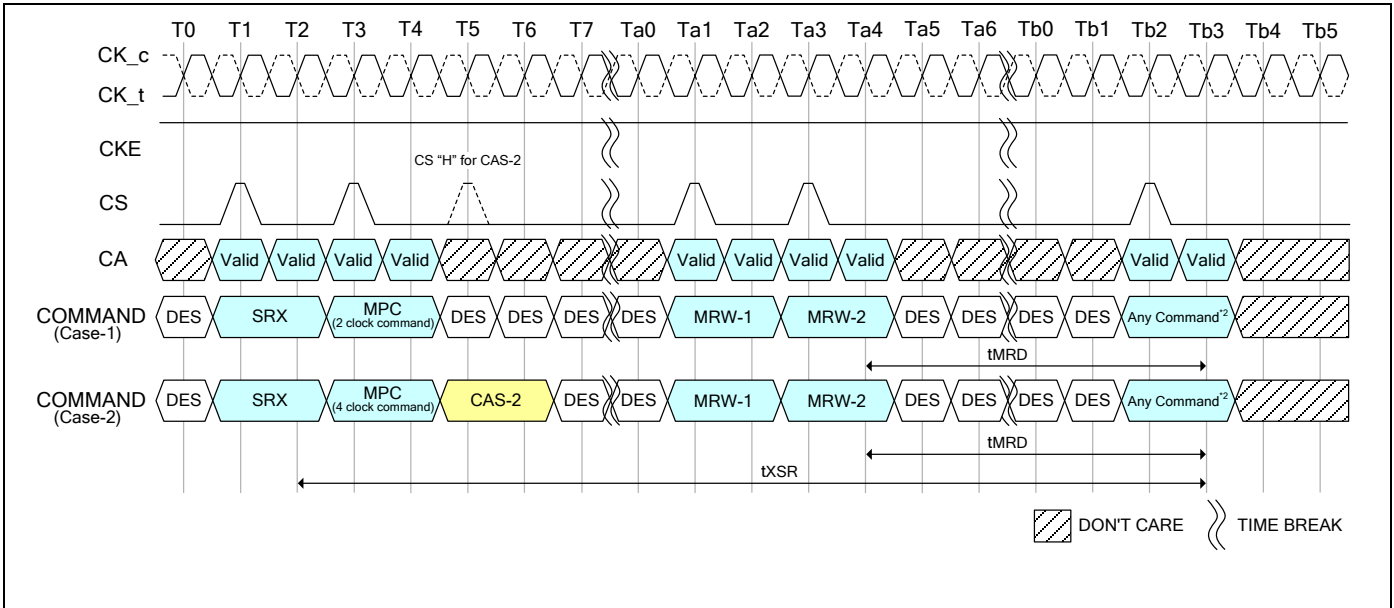 T0 T1 T2 T3 T4 T5 T6 T7 Ta0 Ta1 Ta2 Ta3 Ta4 Ta5 Ta6 Tb0 Tb1 Tb2 Tb3 Tb4 Tb5
CK_c
CK_t
CKE
CS "H" for CAS-2
CS
CA Valid Valid Valid Valid Valid Valid Valid Valid Valid Valid
COMMAND (Case-1) DES SRX MPC (2 clock command) DES DES DES DES MRW-1 MRW-2 DES DES DES DES Any Command*2
tMRD
COMMAND (Case-2) DES SRX MPC (4 clock command) CAS-2 DES DES MRW-1 MRW-2 DES DES DES DES Any Command*2
tMRD
tXSR
DON'T CARE TIME BREAK